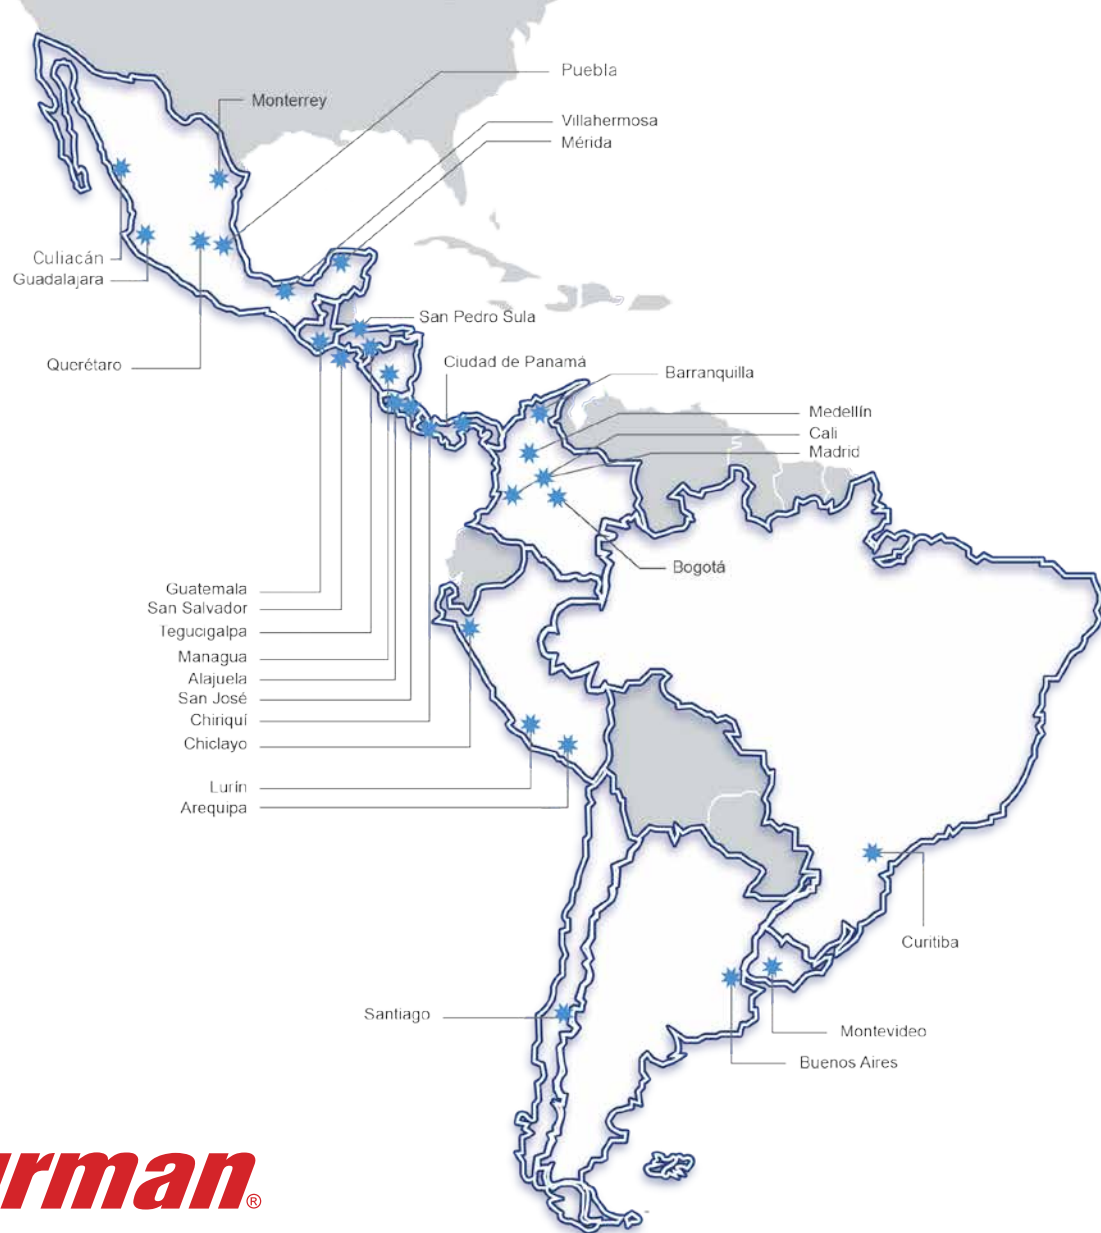 Puebla
Monterrey
Villahermosa
Mérida
Culiacán
Guadalajara
San Pedro Sula
Ciudad de Panamá
Querétaro
Barranquilla
Medellín
Cali
Madrid
Bogotá
Guatemala
San Salvador
Tegucigalpa
Managua
Alajuela
San José
Chiriquí
Chiclayo
Lurín
Arequipa
Curitiba
Santiago
Montevideo
Buenos Aires
urman®